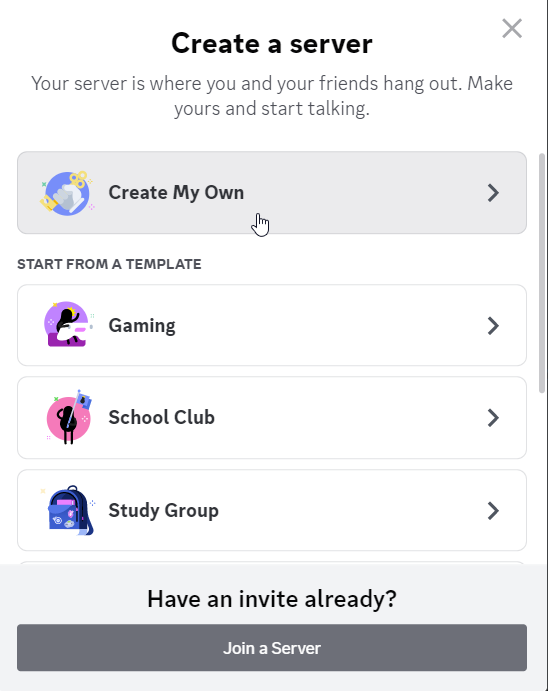 Create a server
Your server is where you and your friends hang out. Make
yours and start talking.
Create My Own
START FROM A TEMPLATE
Gaming
School Club
Study Group
Have an invite already?
Join a Server